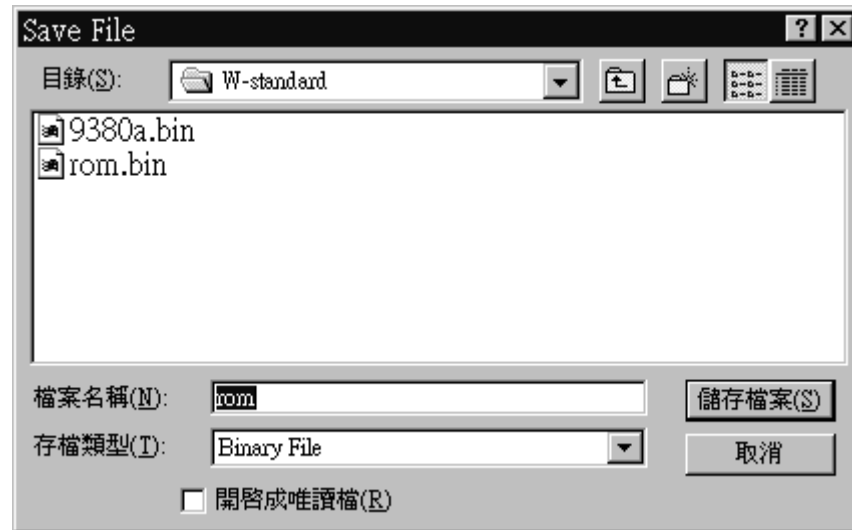 Save File
目錄(S): W-standard
9380a.bin
rom.bin
檔案名稱(N): rom 儲存檔案(S)
存檔類型(T): Binary File 取消
開啓成唯讀檔(R)